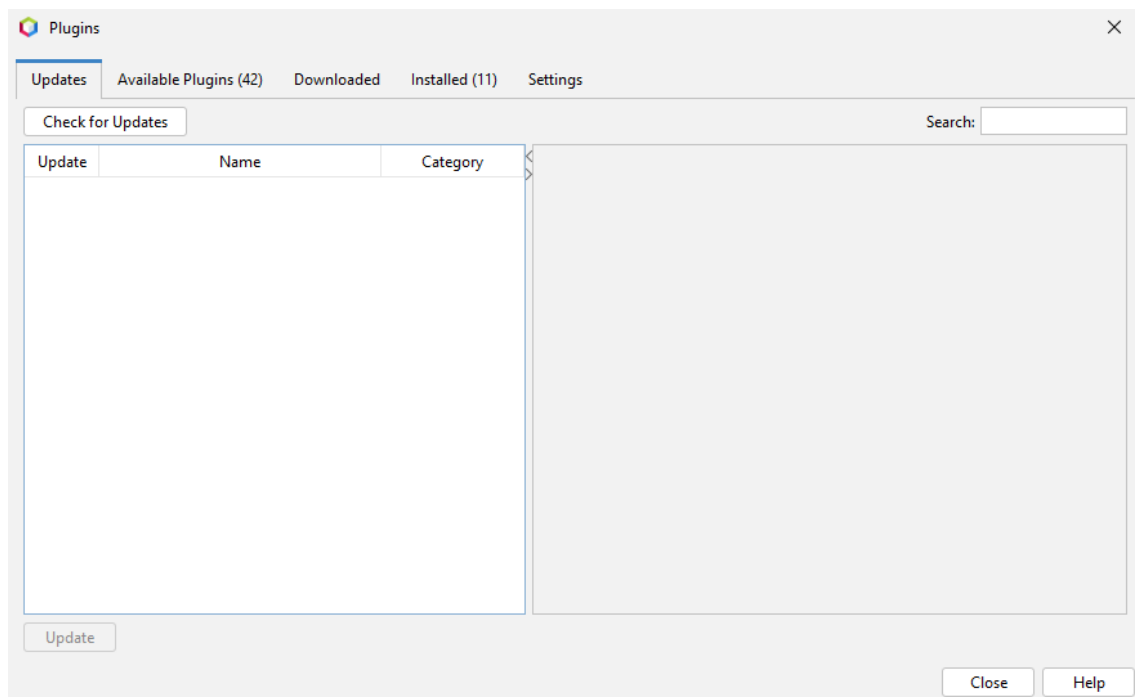 Plugins
Updates Available Plugins (42) Downloaded Installed (11) Settings
Check for Updates Search:
Update Name Category
Update
Close Help